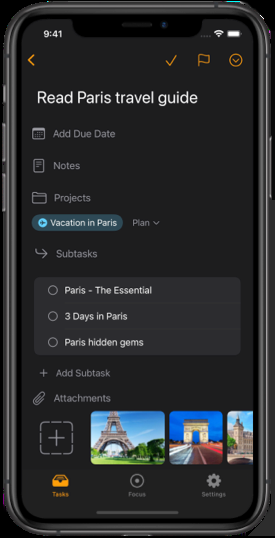 9:41
Read Paris travel guide
Add Due Date
Notes
Projects
Vacation in Paris Plan
Subtasks
Paris - The Essential
3 Days in Paris
Paris hidden gems
Add Subtask
Attachments
Tasks Focus Settings